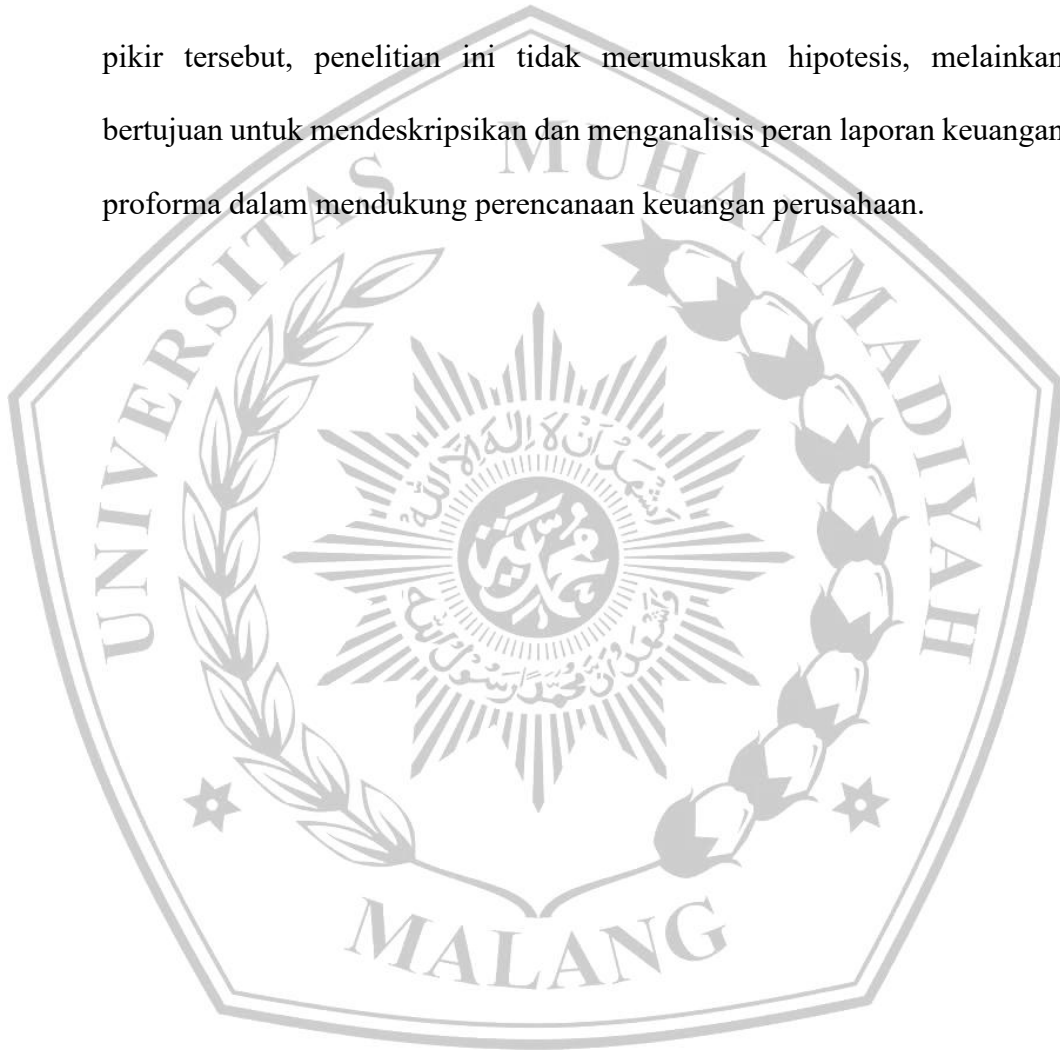 pikir tersebut, penelitian ini tidak merumuskan hipotesis, melainkan
bertujuan untuk mendeskripsikan dan menganalisis peran laporan keuangan
proforma dalam mendukung perencanaan keuangan perusahaan.
UNIVERSITAS MUHAMMADIYAH
MALANG